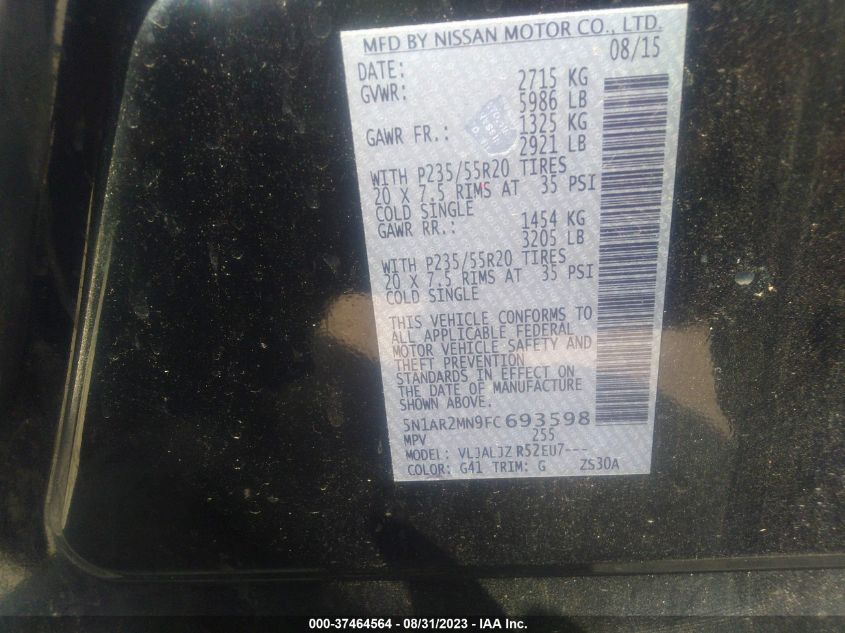 MFD BY NISSAN MOTOR CO., LTD.
DATE: 08/15
GVWR: 2715 KG
5986 LB
GAWR FR.: 1325 KG
2921 LB
WITH P235/55R20 TIRES
20 X 7.5 RIMS AT 35 PSI
COLD SINGLE
GAWR RR.: 1454 KG
3205 LB
WITH P235/55R20 TIRES
20 X 7.5 RIMS AT 35 PSI
COLD SINGLE
THIS VEHICLE CONFORMS TO
ALL APPLICABLE FEDERAL
MOTOR VEHICLE SAFETY AND
THEFT PREVENTION
STANDARDS IN EFFECT ON
THE DATE OF MANUFACTURE
SHOWN ABOVE.
5N1AR2MN9FC693598
MPV 255
MODEL: VLJALJZ R52EU7---
COLOR: G41 TRIM: G ZS30A
000-37464564 / 08/31/2023 - IAA Inc.